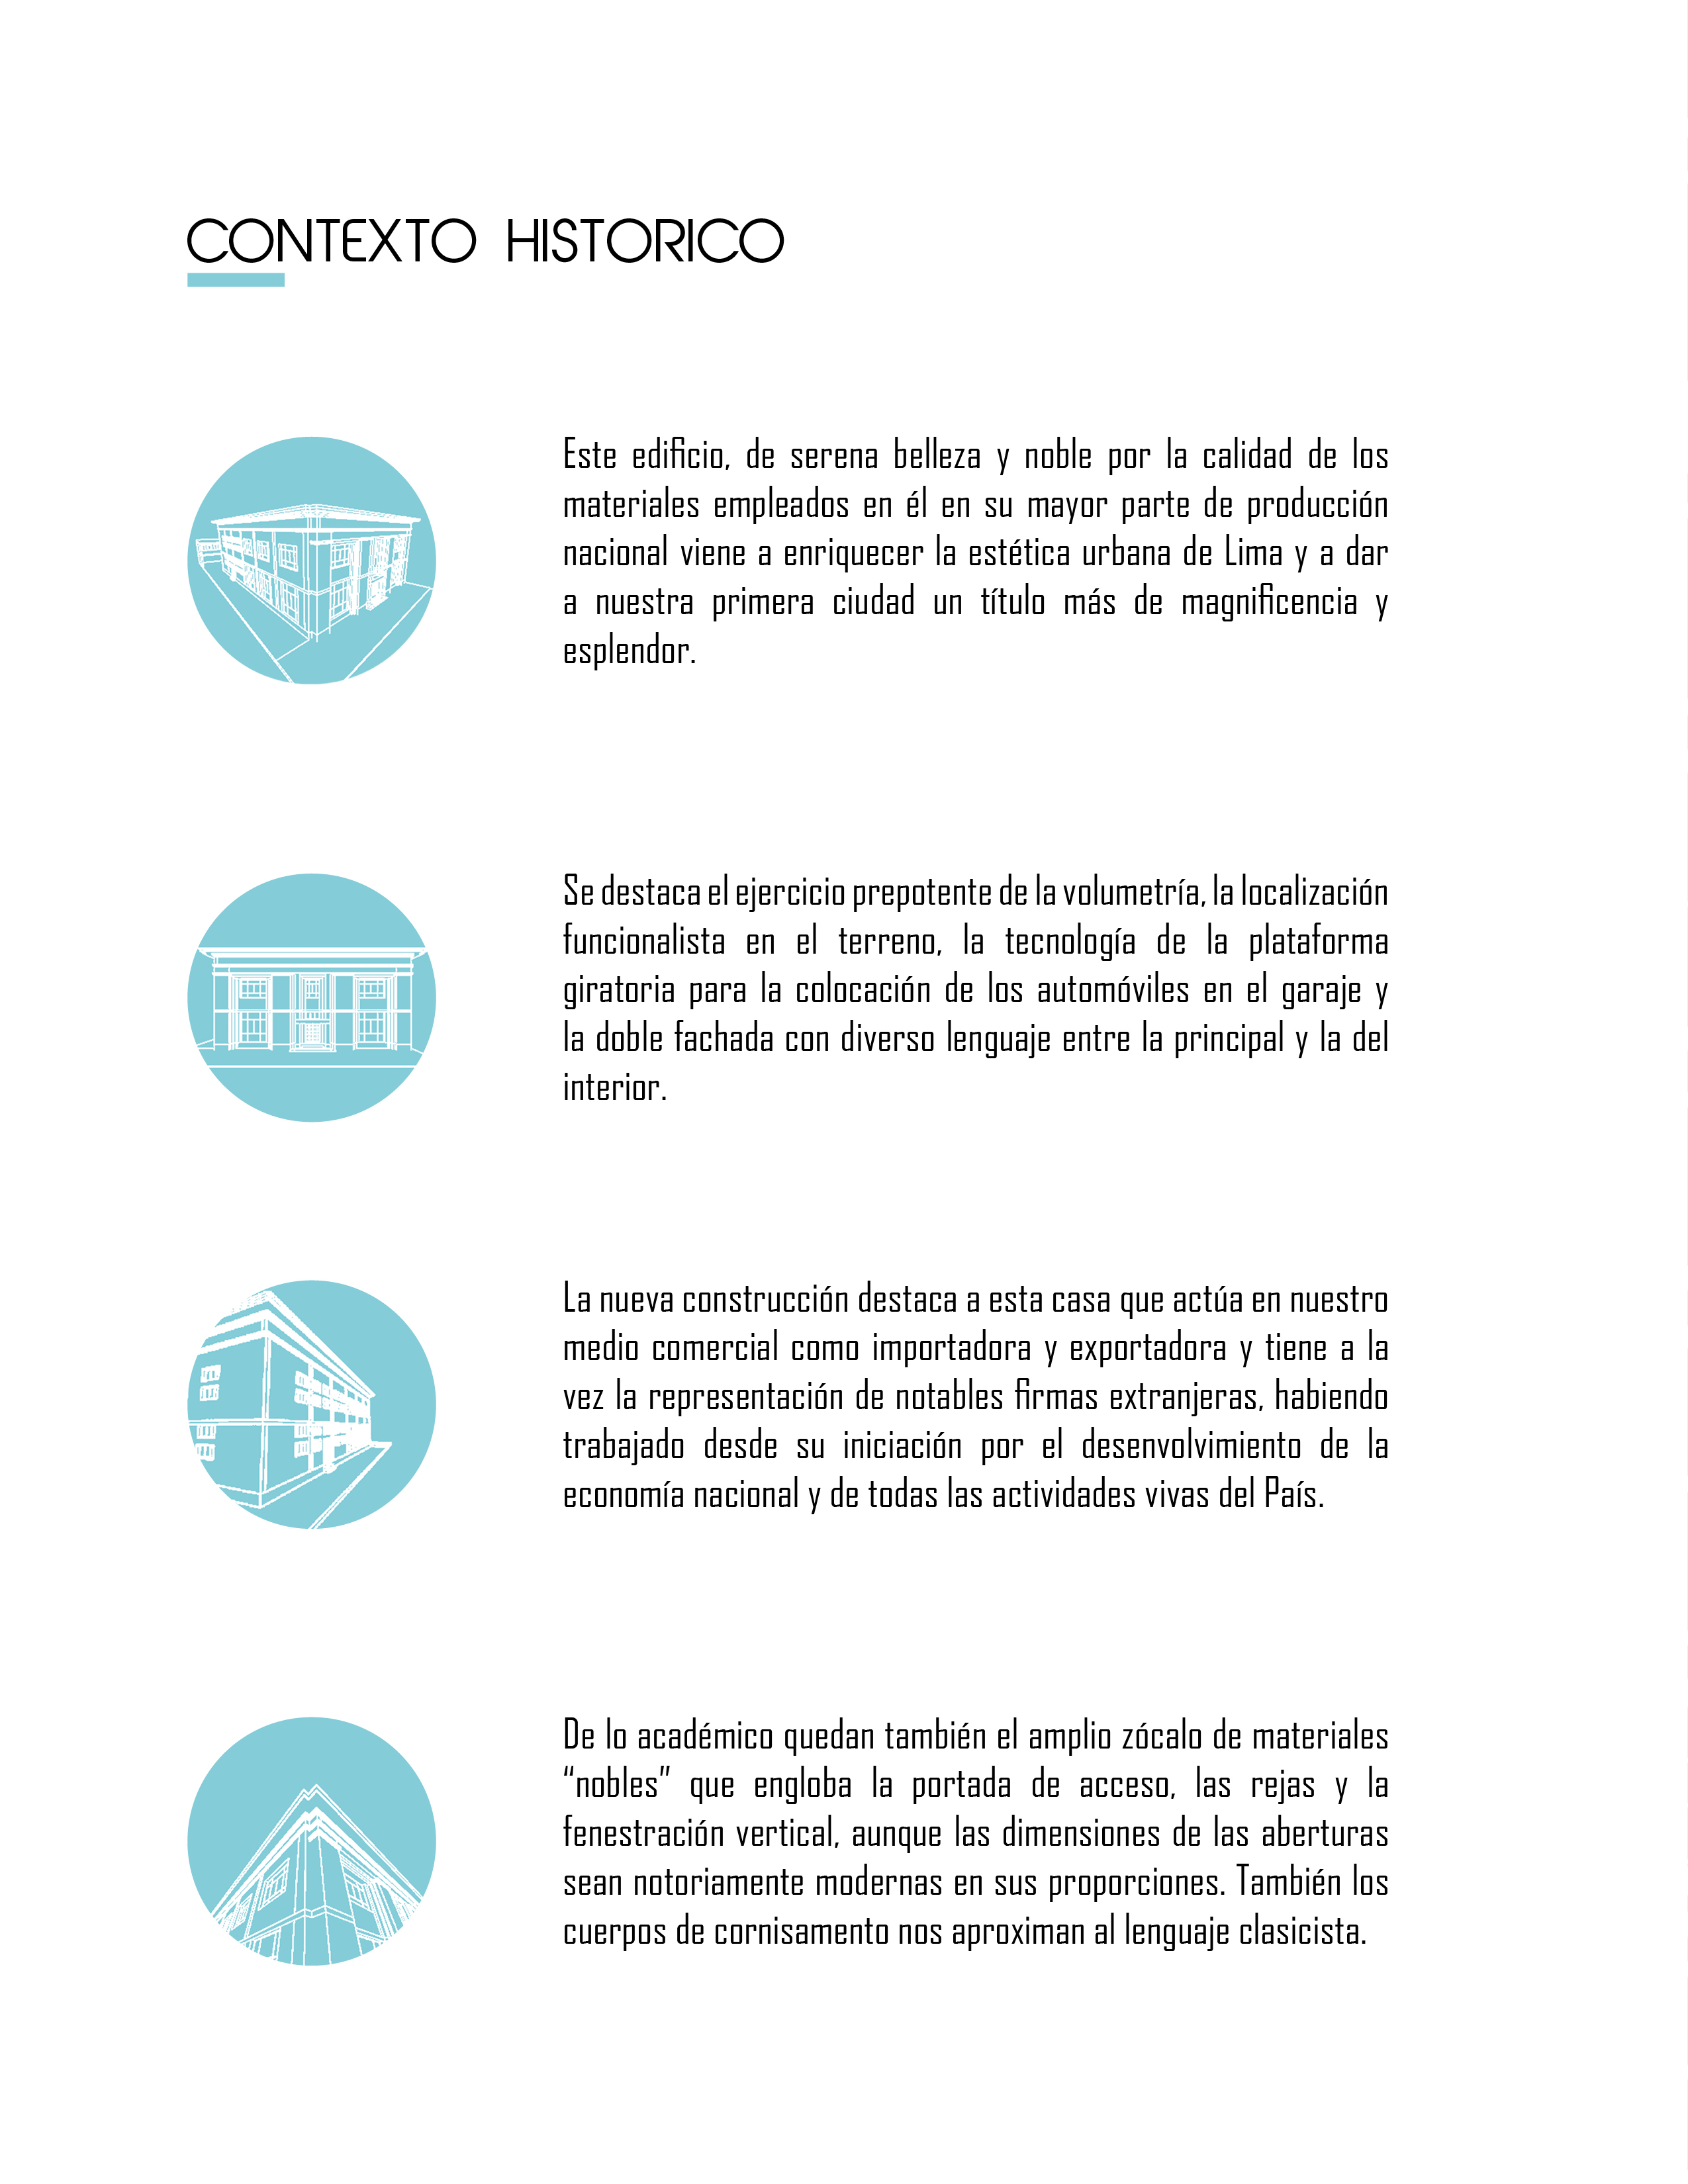 CONTEXTO HISTORICO
Este edificio, de serena belleza y noble por la calidad de los
materiales empleados en él en su mayor parte de producción
nacional viene a enriquecer la estética urbana de Lima y a dar
a nuestra primera ciudad un título más de magnificencia y
esplendor.
Se destaca el ejercicio prepotente de la volumetría, la localización
funcionalista en el terreno, la tecnología de la plataforma
giratoria para la colocación de los automóviles en el garaje y
la doble fachada con diverso lenguaje entre la principal y la del
interior.
La nueva construcción destaca a esta casa que actúa en nuestro
medio comercial como importadora y exportadora y tiene a la
vez la representación de notables firmas extranjeras, habiendo
trabajado desde su iniciación por el desenvolvimiento de la
economía nacional y de todas las actividades vivas del País.
De lo académico quedan también el amplio zócalo de materiales
“nobles” que engloba la portada de acceso, las rejas y la
fenestración vertical, aunque las dimensiones de las aberturas
sean notoriamente modernas en sus proporciones. También los
cuerpos de cornisamento nos aproximan al lenguaje clasicista.